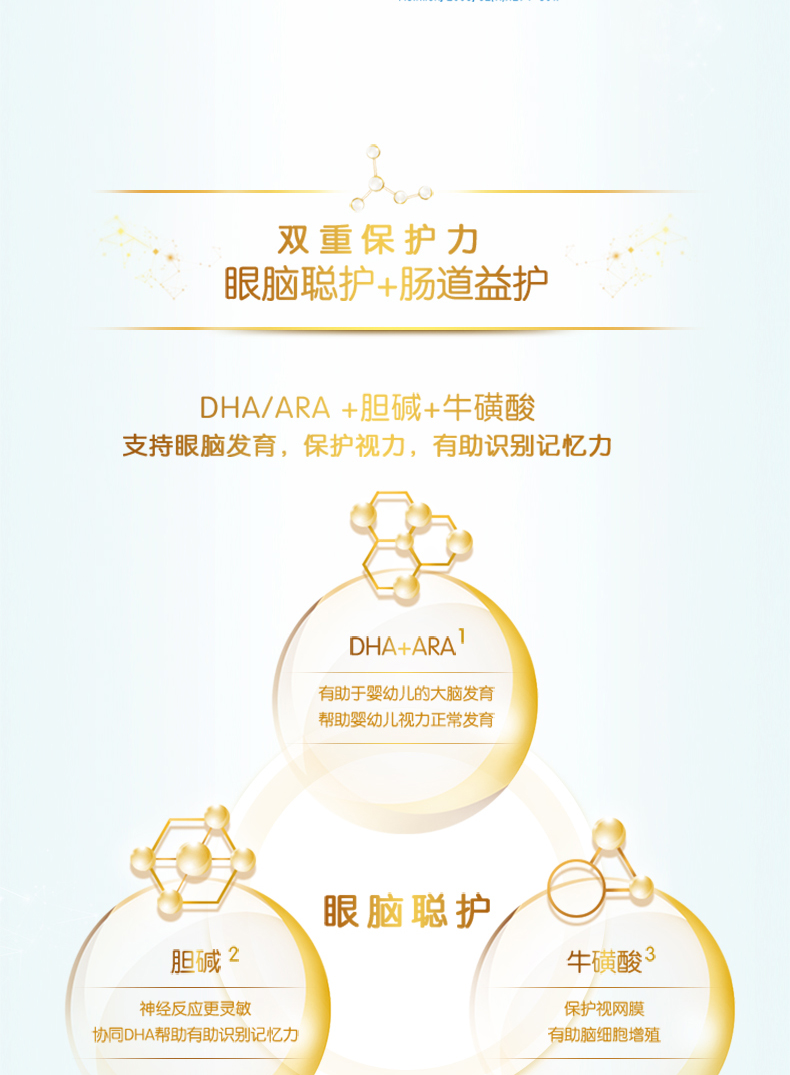 双重保护力
眼脑聪护+肠道益护
DHA/ARA +胆碱+牛磺酸
支持眼脑发育，保护视力，有助识别记忆力
DHA+ARA1
有助于婴幼儿的大脑发育
帮助婴幼儿视力正常发育
眼脑聪护
胆碱2
神经反应更灵敏
协同DHA帮助有助识别记忆力
牛磺酸3
保护视网膜
有助脑细胞增殖